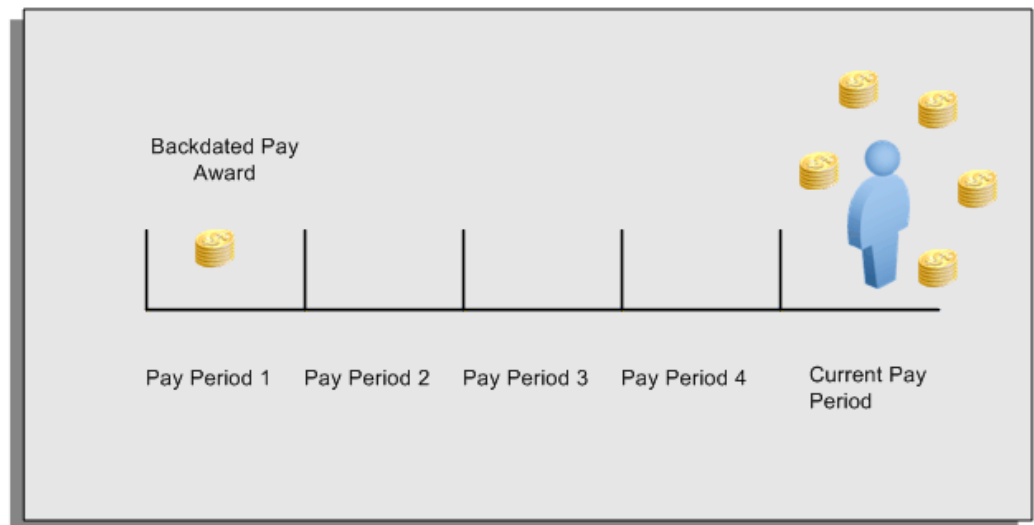 Backdated Pay
Award
Pay Period 1
Pay Period 2
Pay Period 3
Pay Period 4
Current Pay
Period